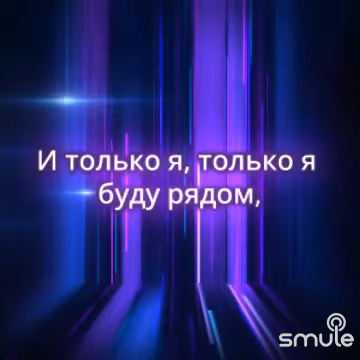 И только я, только я
буду рядом,
smule